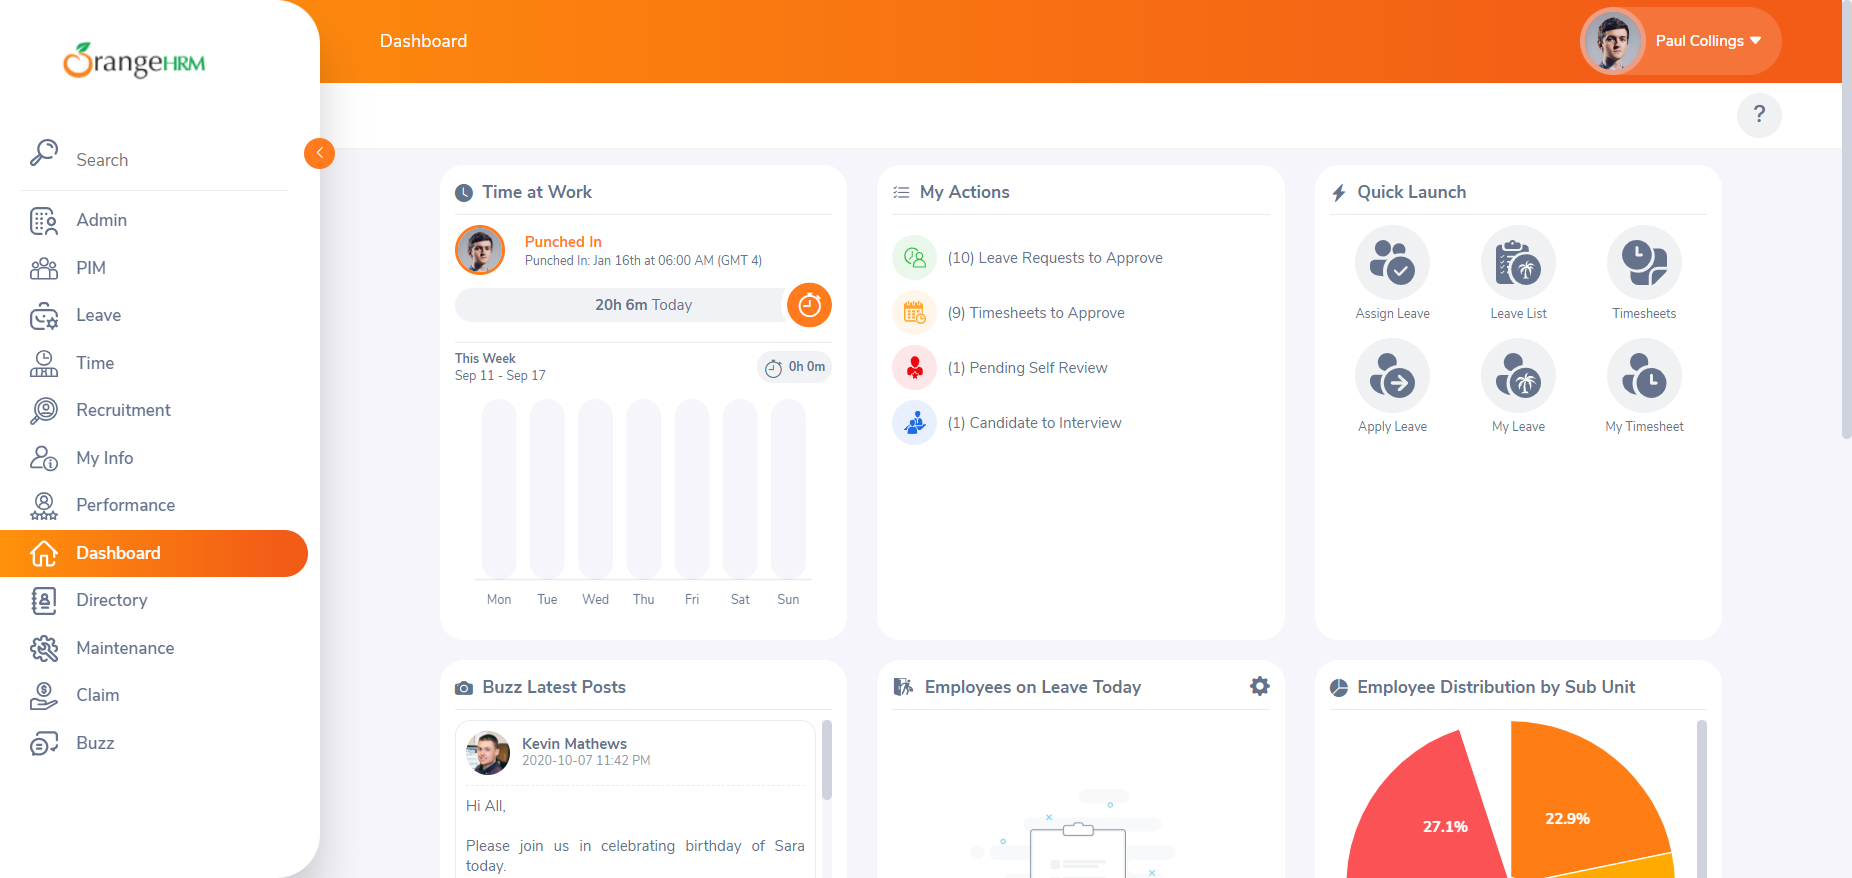 OrangeHRM
Search
Admin
PIM
Leave
Time
Recruitment
My Info
Performance
Dashboard
Directory
Maintenance
Claim
Buzz
Dashboard
Paul Collings
?
Time at Work
Punched In
Punched In: Jan 16th at 06:00 AM (GMT 4)
20h 6m Today
This Week
Sep 11 - Sep 17
0h 0m
Mon Tue Wed Thu Fri Sat Sun
My Actions
(10) Leave Requests to Approve
(9) Timesheets to Approve
(1) Pending Self Review
(1) Candidate to Interview
Quick Launch
Assign Leave
Leave List
Timesheets
Apply Leave
My Leave
My Timesheet
Buzz Latest Posts
Kevin Mathews
2020-10-07 11:42 PM
Hi All,
Please join us in celebrating birthday of Sara
today.
Employees on Leave Today
Employee Distribution by Sub Unit
27.1%
22.9%